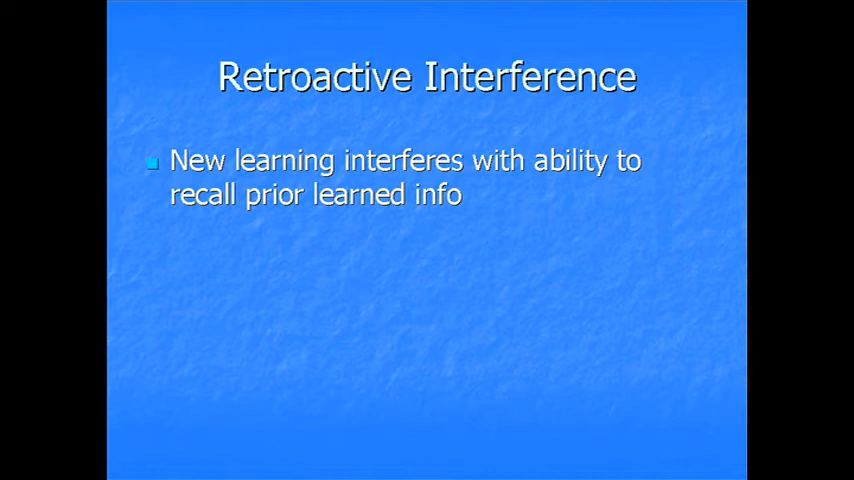 Retroactive Interference
New learning interferes with ability to
recall prior learned info